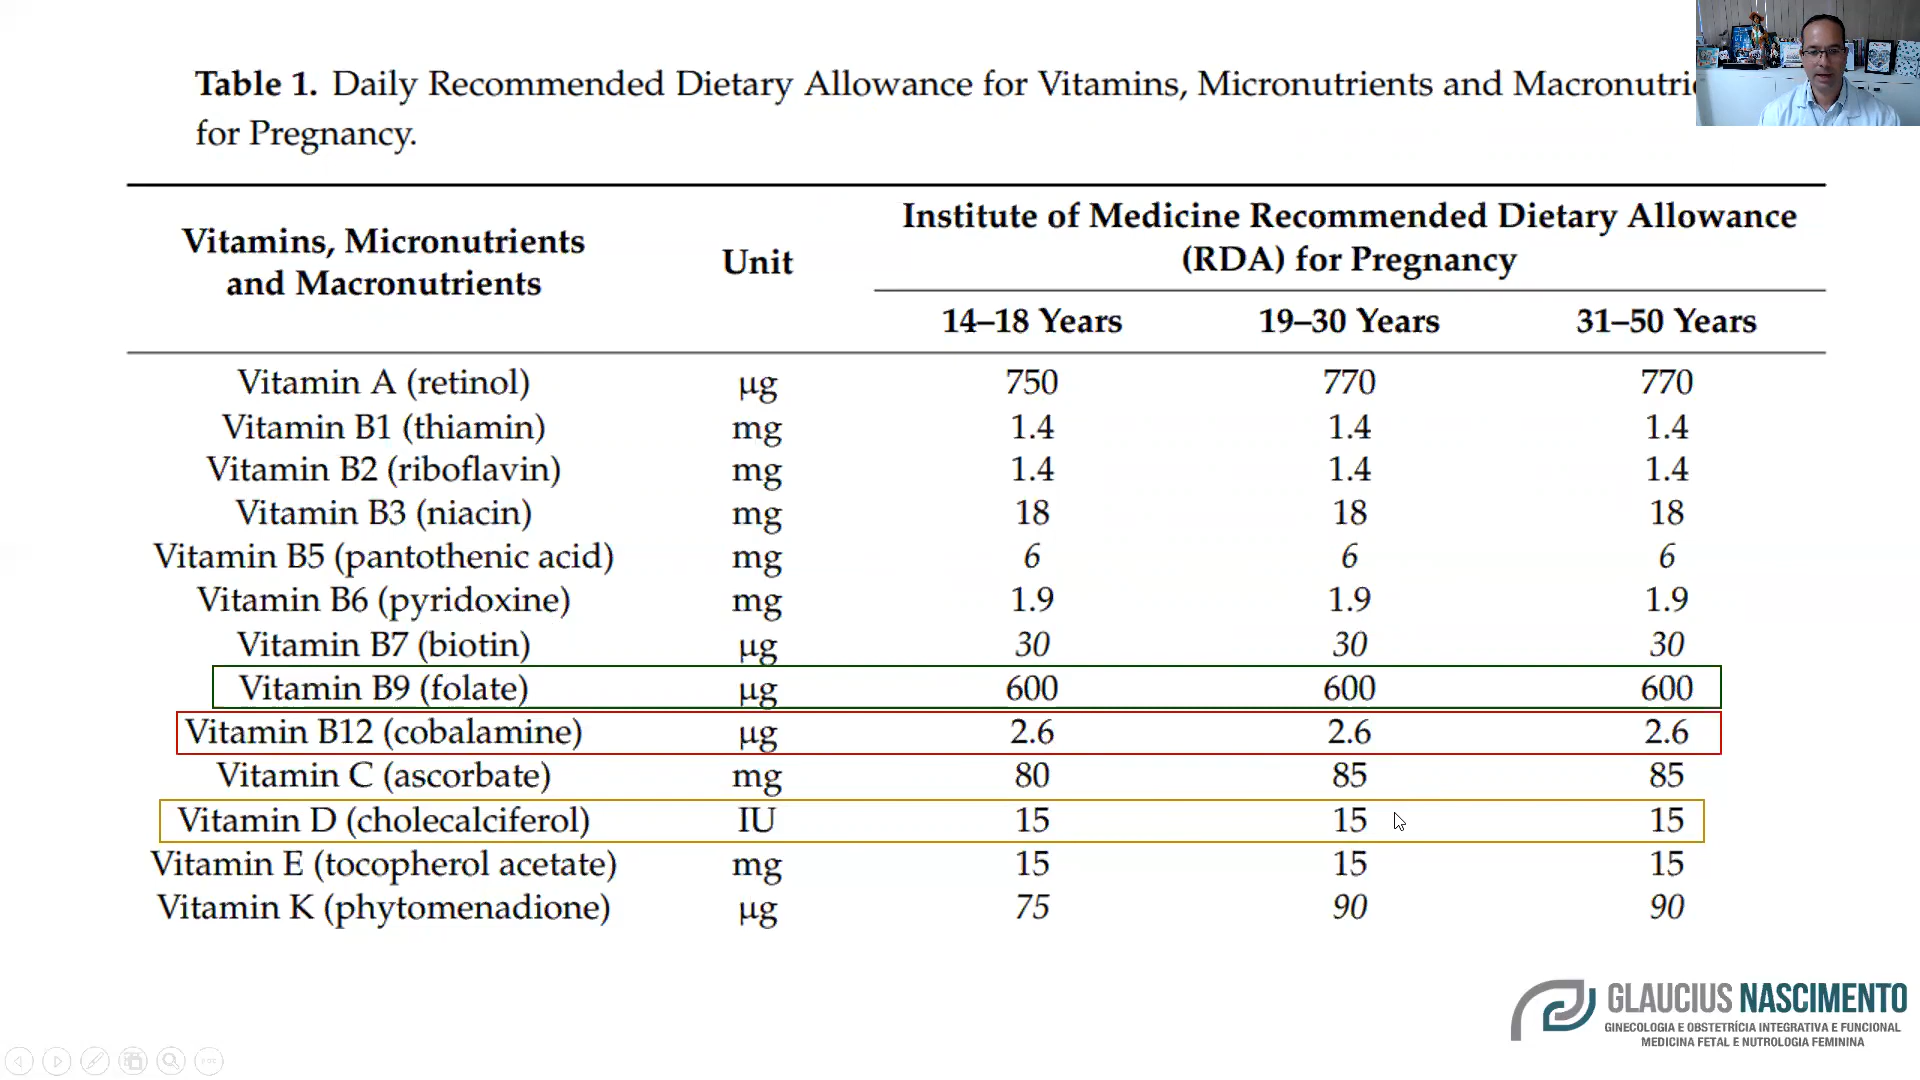 Table 1. Daily Recommended Dietary Allowance for Vitamins, Micronutrients and
for Pregnancy.
Vitamins, Micronutrients
and Macronutrients
Unit
Institute of Medicine Recommended Dietary Allowance
(RDA) for Pregnancy
14–18 Years 19–30 Years 31–50 Years
Vitamin A (retinol) μg 750 770 770
Vitamin B1 (thiamin) mg 1.4 1.4 1.4
Vitamin B2 (riboflavin) mg 1.4 1.4 1.4
Vitamin B3 (niacin) mg 18 18 18
Vitamin B5 (pantothenic acid) mg 6 6 6
Vitamin B6 (pyridoxine) mg 1.9 1.9 1.9
Vitamin B7 (biotin) μg 30 30 30
Vitamin B9 (folate) μg 600 600 600
Vitamin B12 (cobalamine) μg 2.6 2.6 2.6
Vitamin C (ascorbate) mg 80 85 85
Vitamin D (cholecalciferol) IU 15 15 15
Vitamin E (tocopherol acetate) mg 15 15 15
Vitamin K (phytomenadione) μg 75 90 90
GLAUCIUS NASCIMENTO
GINECOLOGIA E OBSTETRÍCIA INTEGRATIVA E FUNCIONAL
MEDICINA FETAL E NUTROLOGIA FEMININA